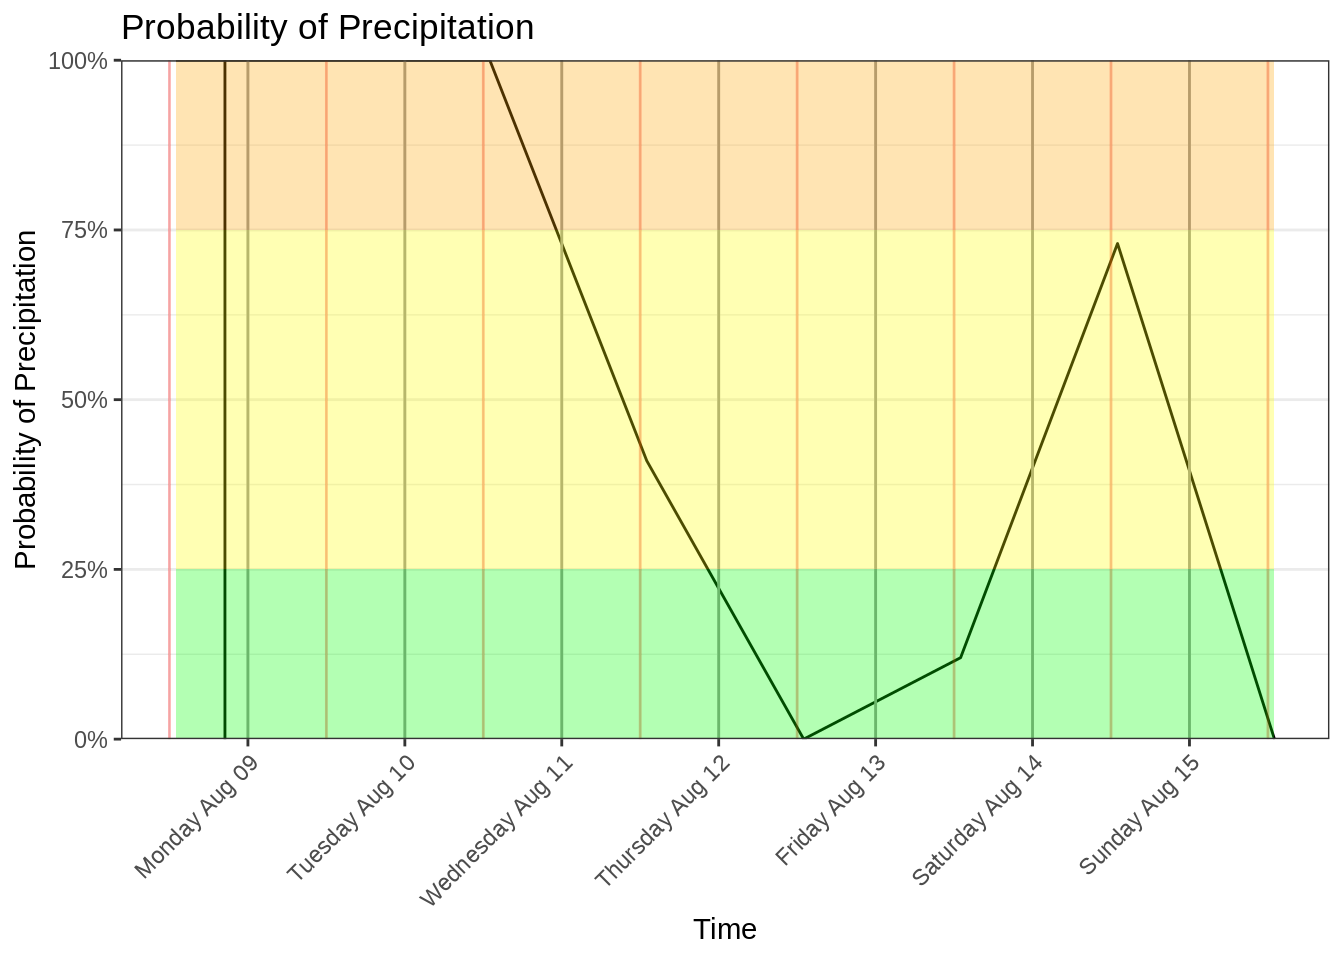 Probability of Precipitation
Probability of Precipitation
100%
75%
50%
25%
0%
Monday Aug 09
Tuesday Aug 10
Wednesday Aug 11
Thursday Aug 12
Friday Aug 13
Saturday Aug 14
Sunday Aug 15
Time